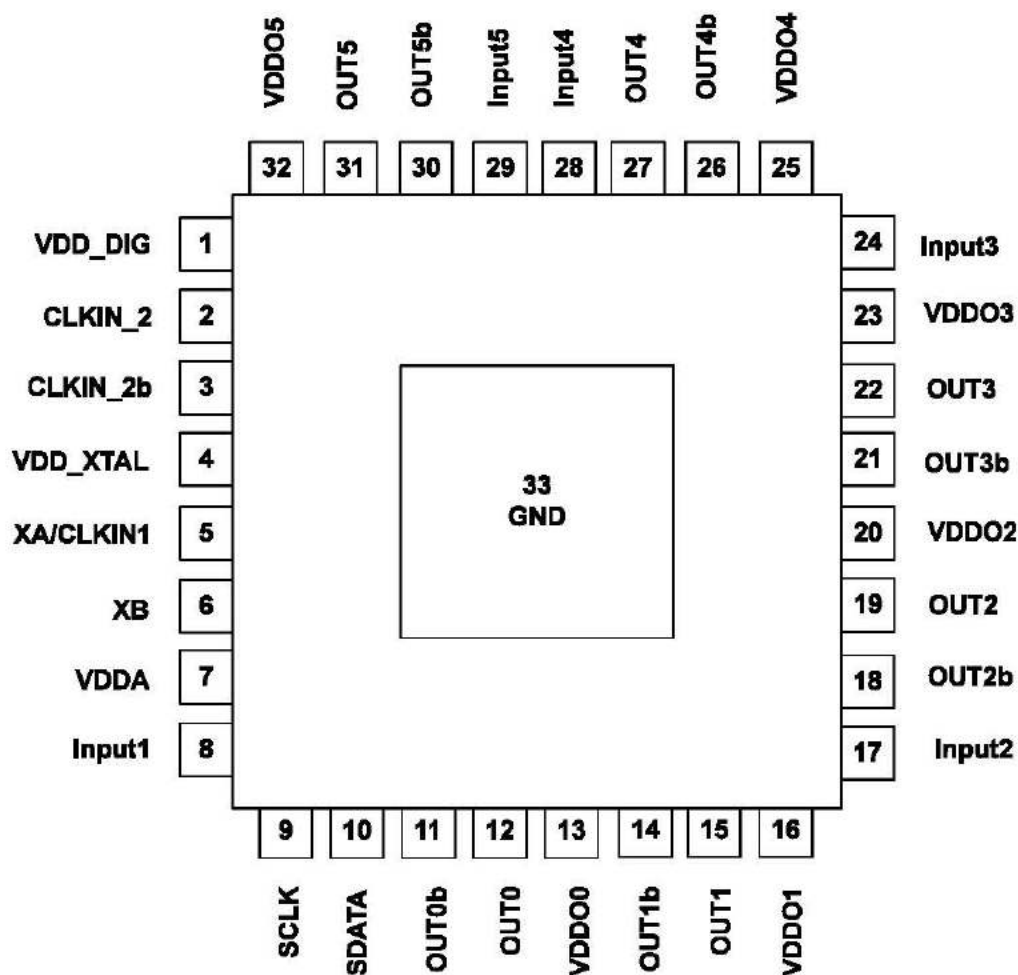 VDDO5
OUT5
OUT5b
Input5
Input4
OUT4
OUT4b
VDDO4
32
31
30
29
28
27
26
25
VDD_DIG 1
CLKIN_2 2
CLKIN_2b 3
VDD_XTAL 4
XA/CLKIN1 5
XB 6
VDDA 7
Input1 8
33
GND
24 Input3
23 VDDO3
22 OUT3
21 OUT3b
20 VDDO2
19 OUT2
18 OUT2b
17 Input2
9
10
11
12
13
14
15
16
SCLK
SDATA
OUT0b
OUT0
VDDO0
OUT1b
OUT1
VDDO1